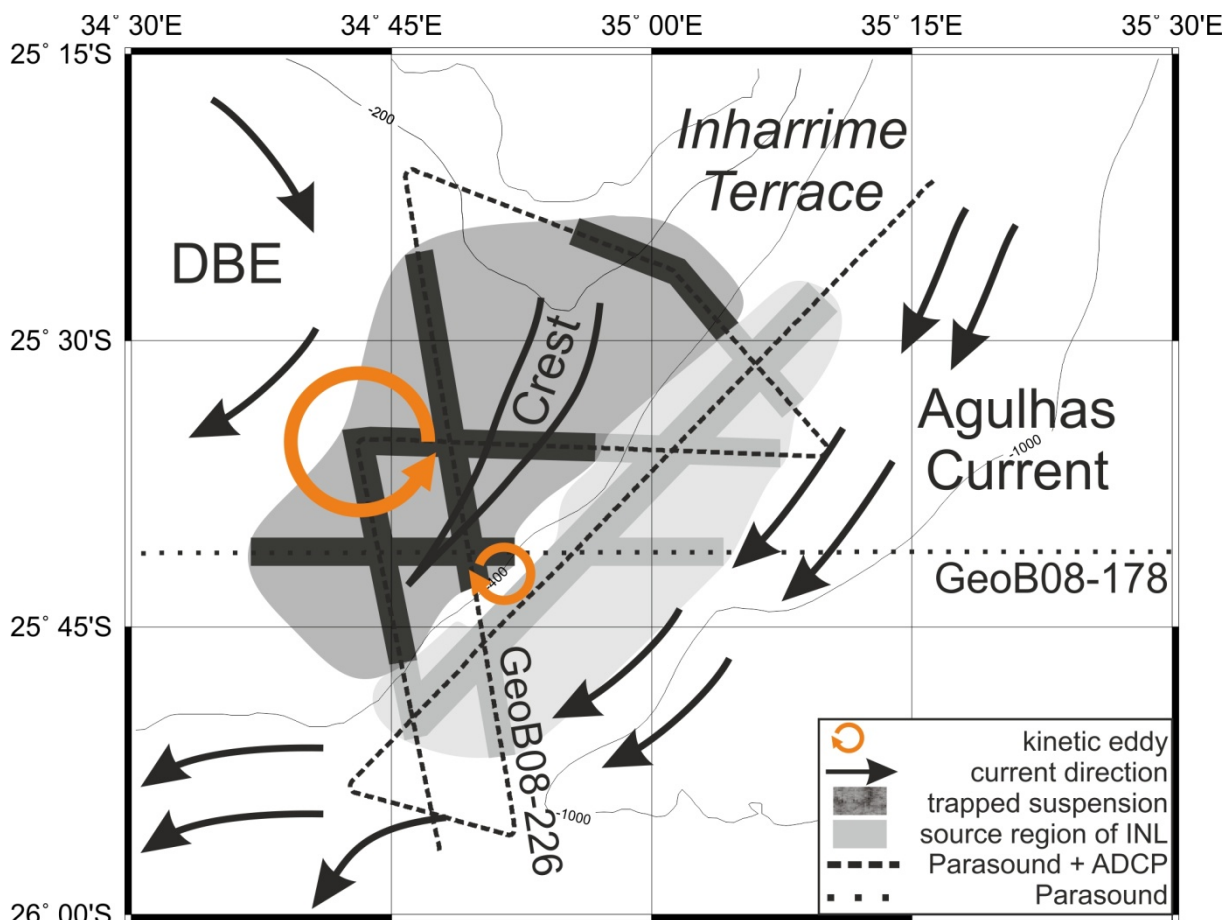 34° 30'E
34° 45'E
35° 00'E
35° 15'E
35° 30'E
25° 15'S
-200
Inharrime
Terrace
DBE
25° 30'S
Crest
Agulhas
Current
-1000
-400
GeoB08-178
25° 45'S
GeoB08-226
-1000
kinetic eddy
current direction
trapped suspension
source region of INL
Parasound + ADCP
Parasound
26° 00'S